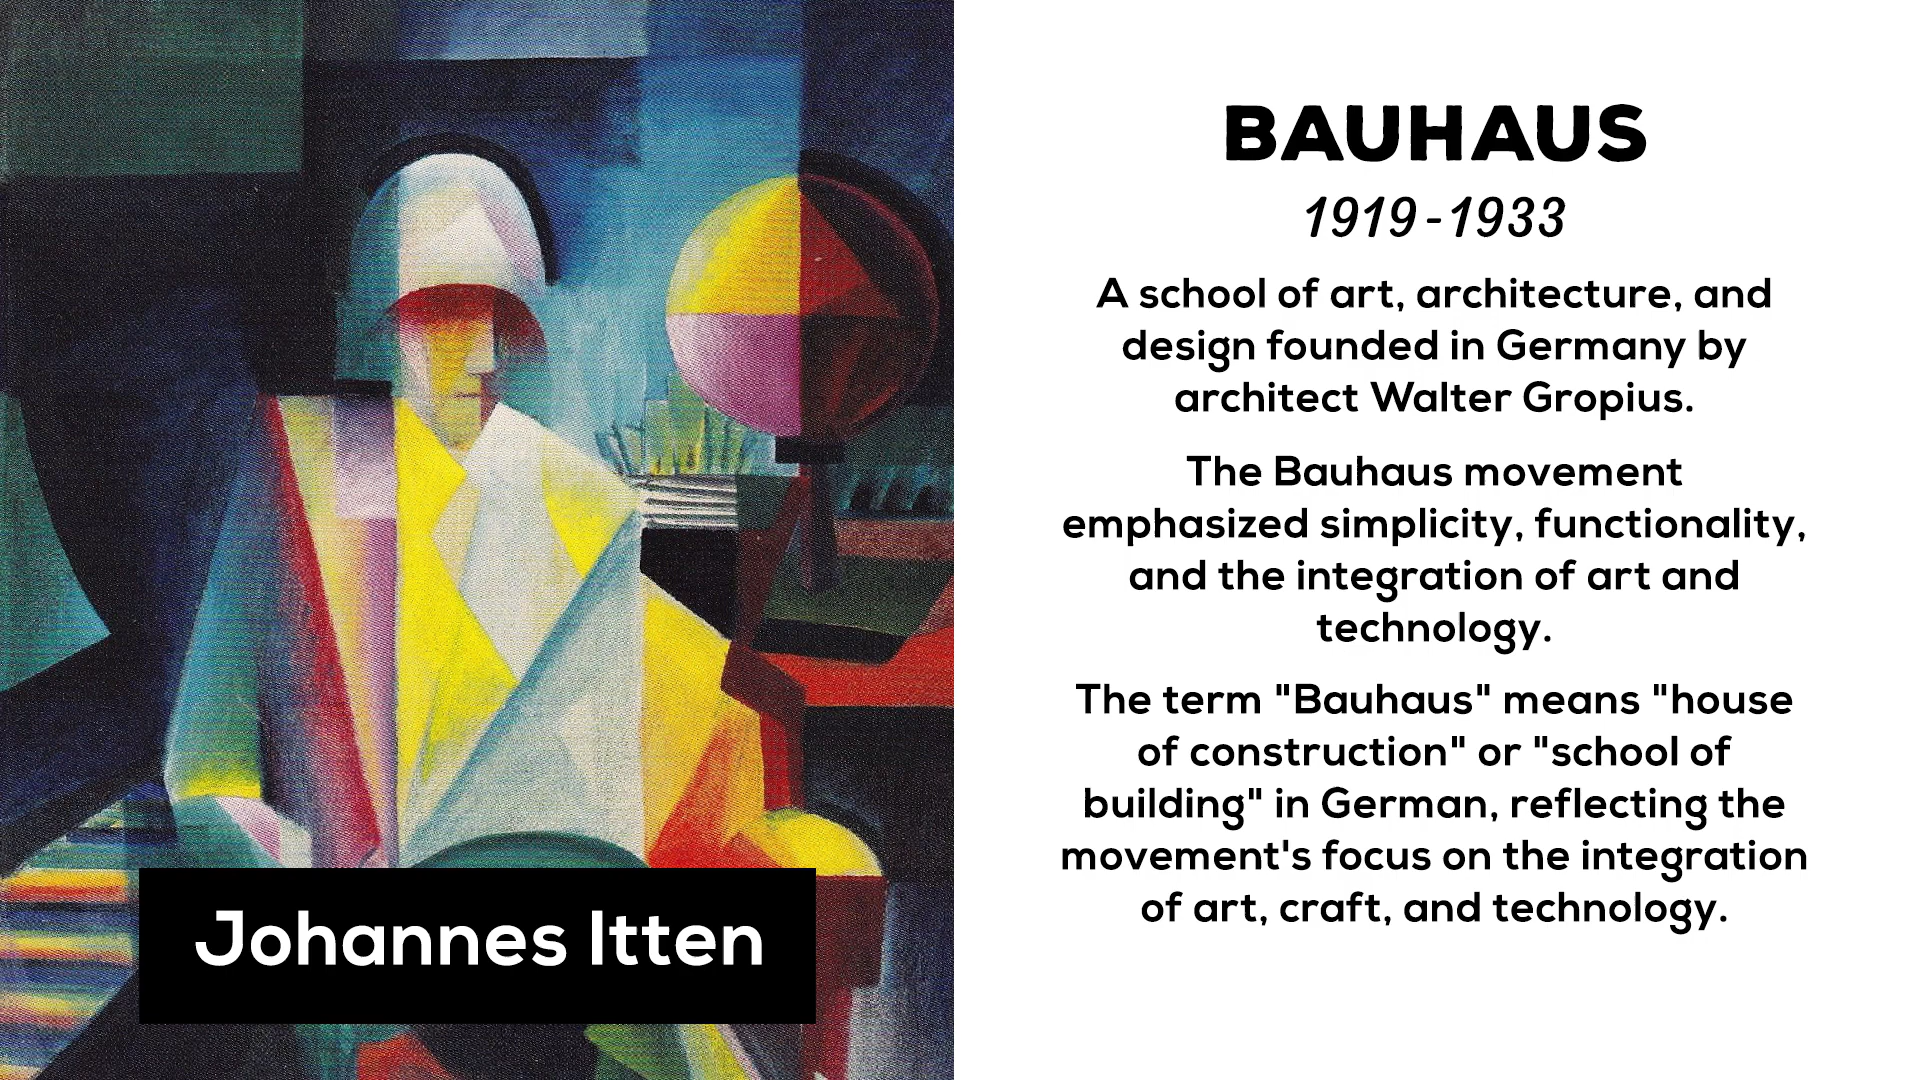 Johannes Itten
BAUHAUS
1919-1933
A school of art, architecture, and
design founded in Germany by
architect Walter Gropius.
The Bauhaus movement
emphasized simplicity, functionality,
and the integration of art and
technology.
The term "Bauhaus" means "house
of construction" or "school of
building" in German, reflecting the
movement's focus on the integration
of art, craft, and technology.